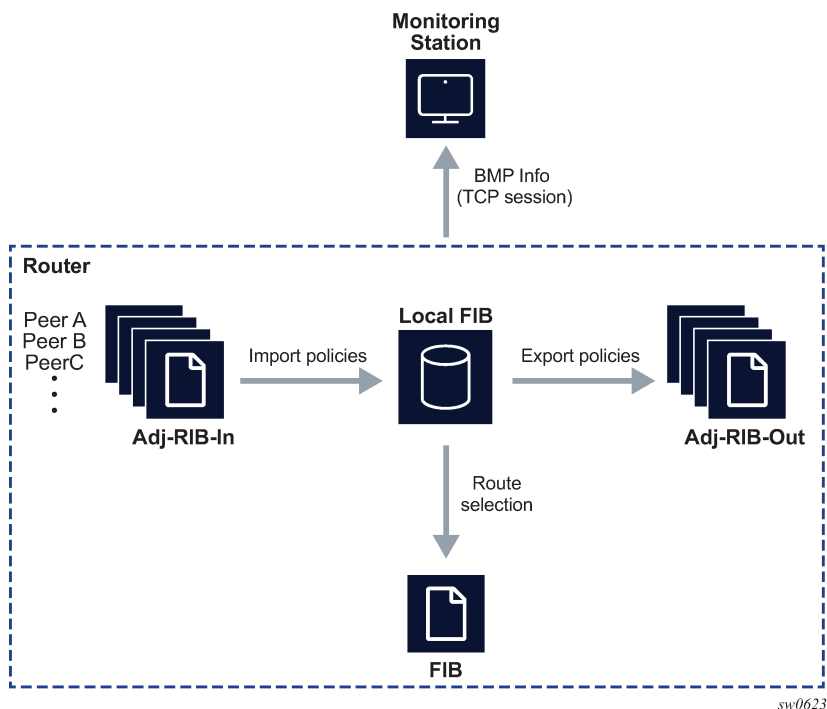 Monitoring
Station
BMP Info
(TCP session)
Router
Peer A
Peer B
PeerC
Local FIB
Import policies
Export policies
Adj-RIB-In
Adj-RIB-Out
Route
selection
FIB
sw0623